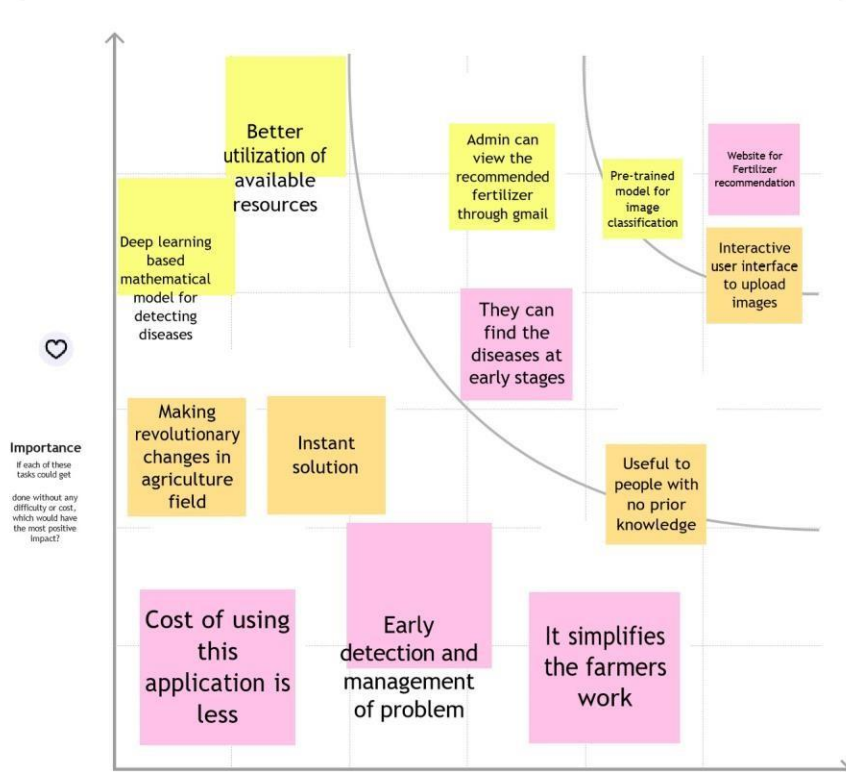 Better
utilization of
available
resources
Admin can
view the
recommended
fertilizer
through gmail
Pre-trained
model for
image
classification
Website for
Fertilizer
recommendation
Deep learning
based
mathematical
model for
detecting
diseases
Interactive
user interface
to upload
images
They can
find the
diseases at
early stages
Making
revolutionary
changes in
agriculture
field
Instant
solution
Importance
If each of these
tasks could get
done without any
difficulty or cost,
which would have
the most positive
impact?
Useful to
people with
no prior
knowledge
Cost of using
this
application is
less
Early
detection and
management
of problem
It simplifies
the farmers
work